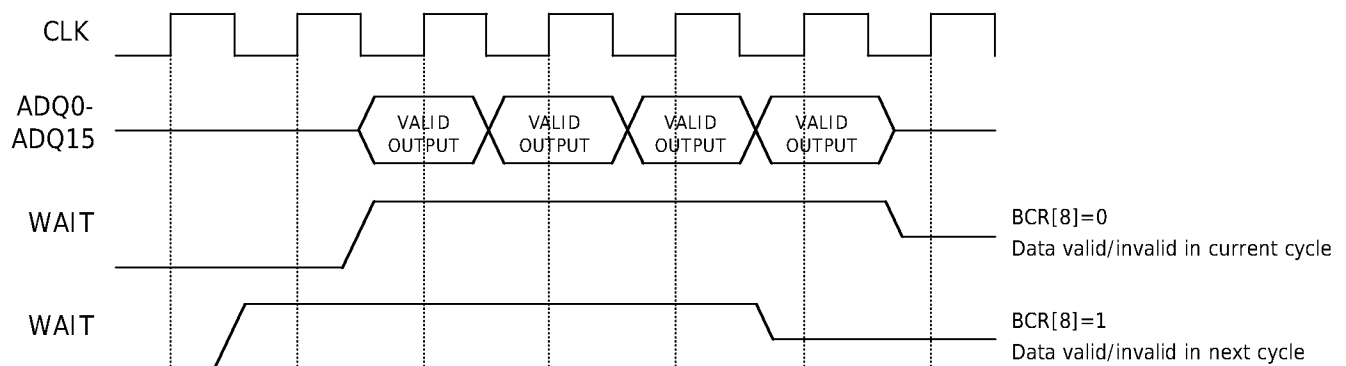 CLK
ADQ0-
ADQ15
VALID OUTPUT
VALID OUTPUT
VALID OUTPUT
VALID OUTPUT
WAIT
BCR[8]=0
Data valid/invalid in current cycle
WAIT
BCR[8]=1
Data valid/invalid in next cycle